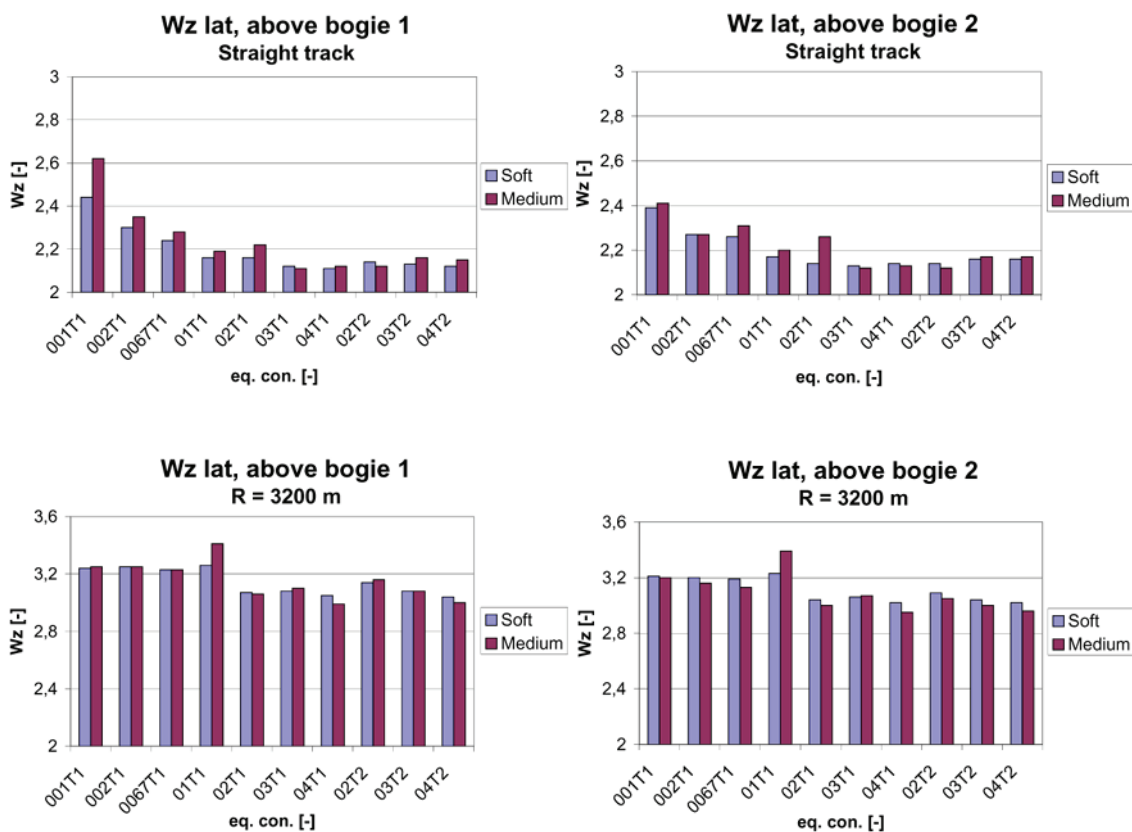 Wz lat, above bogie 1
Straight track
3
2,8
2,6
2,4
2,2
2
Wz [-]
001T1
002T1
0067T1
01T1
02T1
03T1
04T1
02T2
03T2
04T2
eq. con. [-]
Soft
Medium
Wz lat, above bogie 2
Straight track
3
2,8
2,6
2,4
2,2
2
Wz [-]
001T1
002T1
0067T1
01T1
02T1
03T1
04T1
02T2
03T2
04T2
eq. con. [-]
Soft
Medium
Wz lat, above bogie 1
R = 3200 m
3,6
3,2
2,8
2,4
2
Wz [-]
001T1
002T1
0067T1
01T1
02T1
03T1
04T1
02T2
03T2
04T2
eq. con. [-]
Soft
Medium
Wz lat, above bogie 2
R = 3200 m
3,6
3,2
2,8
2,4
2
Wz [-]
001T1
002T1
0067T1
01T1
02T1
03T1
04T1
02T2
03T2
04T2
eq. con. [-]
Soft
Medium